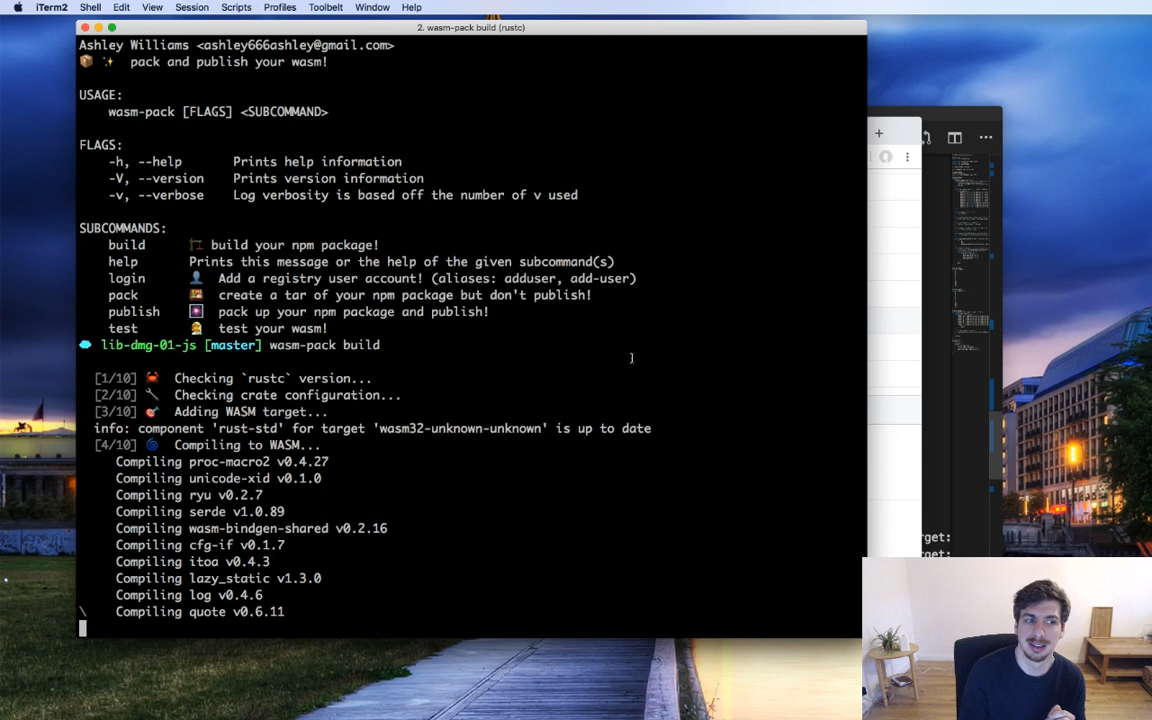 iTerm2 Shell Edit View Session Scripts Profiles Toolbelt Window Help
2. wasm-pack build (rustc)
Ashley Williams <ashley666ashley@gmail.com>
📦 ✨ pack and publish your wasm!
USAGE:
wasm-pack [FLAGS] <SUBCOMMAND>
FLAGS:
-h, --help Prints help information
-V, --version Prints version information
-v, --verbose Log verbosity is based off the number of v used
SUBCOMMANDS:
build 🏗️ build your npm package!
help Prints this message or the help of the given subcommand(s)
login 👤 Add a registry user account! (aliases: adduser, add-user)
pack 🍱 create a tar of your npm package but don't publish!
publish 🎆 pack up your npm package and publish!
test 👩‍🔬 test your wasm!
lib-dmg-01-js [master] wasm-pack build
[1/10] 🦀 Checking `rustc` version...
[2/10] 🔧 Checking crate configuration...
[3/10] 🎯 Adding WASM target...
info: component 'rust-std' for target 'wasm32-unknown-unknown' is up to date
[4/10] 🌀 Compiling to WASM...
Compiling proc-macro2 v0.4.27
Compiling unicode-xid v0.1.0
Compiling ryu v0.2.7
Compiling serde v1.0.89
Compiling wasm-bindgen-shared v0.2.16
Compiling cfg-if v0.1.7
Compiling itoa v0.4.3
Compiling lazy_static v1.3.0
Compiling log v0.4.6
\ Compiling quote v0.6.11
rget:
rget: